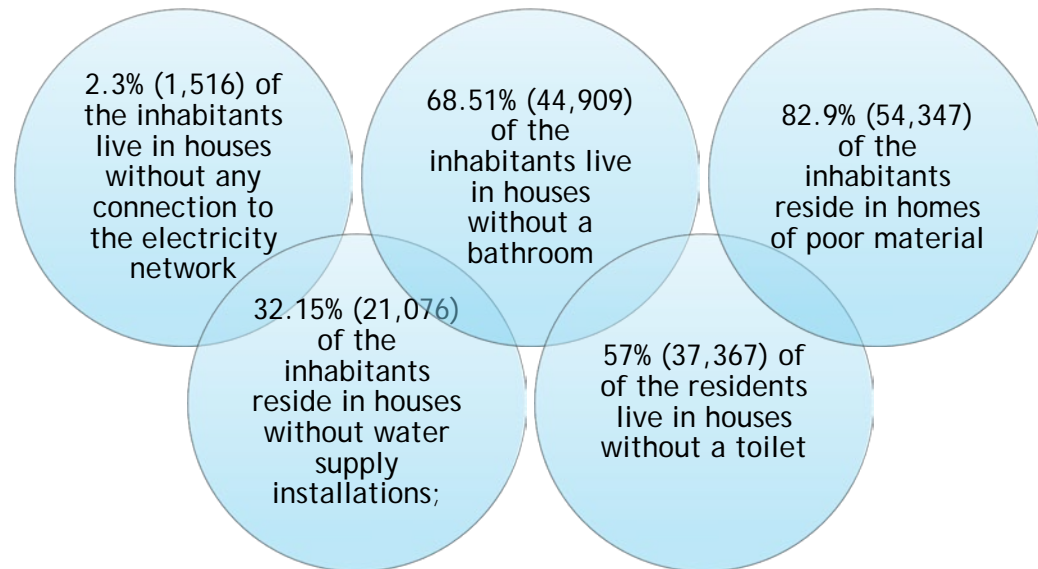 2.3% (1,516) of
the inhabitants
live in houses
without any
connection to
the electricity
network
68.51% (44,909)
of the
inhabitants live
in houses
without a
bathroom
82.9% (54,347)
of the
inhabitants
reside in homes
of poor material
32.15% (21,076)
of the
inhabitants
reside in houses
without water
supply
installations;
57% (37,367) of
of the residents
live in houses
without a toilet